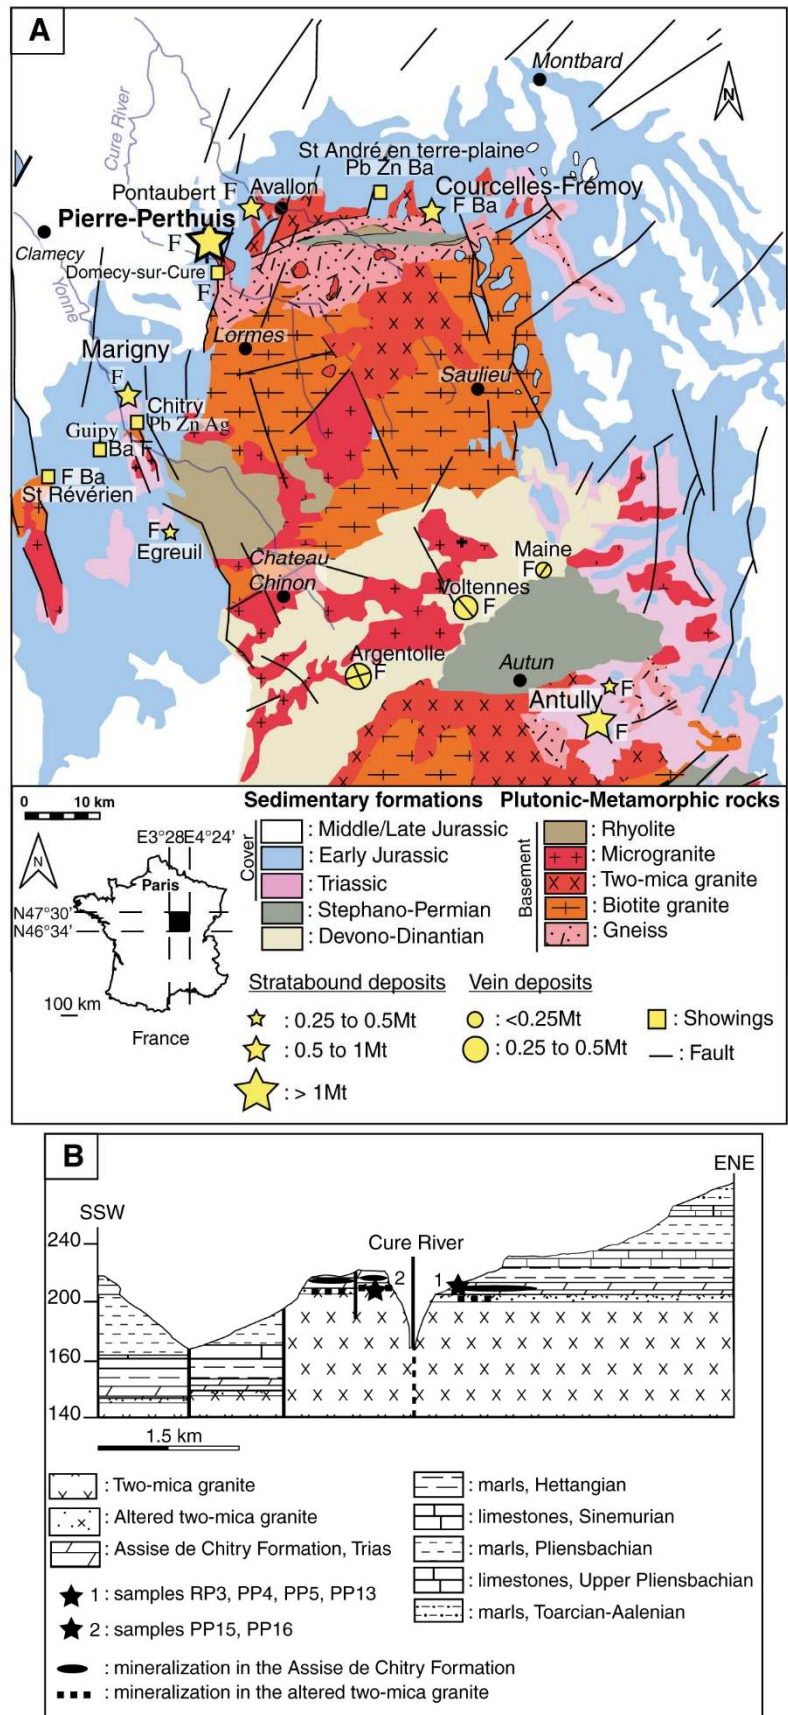 A
Montbard
N
Cure River
St André en terre-plaine
Pb Zn Ba
Pontaubert F
Avallon
Courcelles-Frémoy
F Ba
Pierre-Perthuis
F
Clamecy
Domecy-sur-Cure
F
Yonne
Lormes
Marigny
F
Saulieu
Chitry
Pb Zn Ag
Guipy
Ba F
F Ba
St Révérien
F
Egreuil
Chateau-
Chinon
Maine
F
Voltennes
F
Argentolle
F
Autun
F
Antully
F
0 10 km
N
E3°28 E4°24'
Paris
N47°30'
N46°34'
100 km
France
Sedimentary formations
Cover
: Middle/Late Jurassic
: Early Jurassic
: Triassic
: Stephano-Permian
: Devono-Dinantian
Plutonic-Metamorphic rocks
Basement
: Rhyolite
: Microgranite
: Two-mica granite
: Biotite granite
: Gneiss
Stratabound deposits
: 0.25 to 0.5Mt
: 0.5 to 1Mt
: > 1Mt
Vein deposits
: <0.25Mt
: 0.25 to 0.5Mt
: Showings
: Fault
B
SSW
ENE
Cure River
240
200
160
140
2
1
1.5 km
: Two-mica granite
: Altered two-mica granite
: Assise de Chitry Formation, Trias
1 : samples RP3, PP4, PP5, PP13
2 : samples PP15, PP16
: mineralization in the Assise de Chitry Formation
: mineralization in the altered two-mica granite
: marls, Hettangian
: limestones, Sinemurian
: marls, Pliensbachian
: limestones, Upper Pliensbachian
: marls, Toarcian-Aalenian